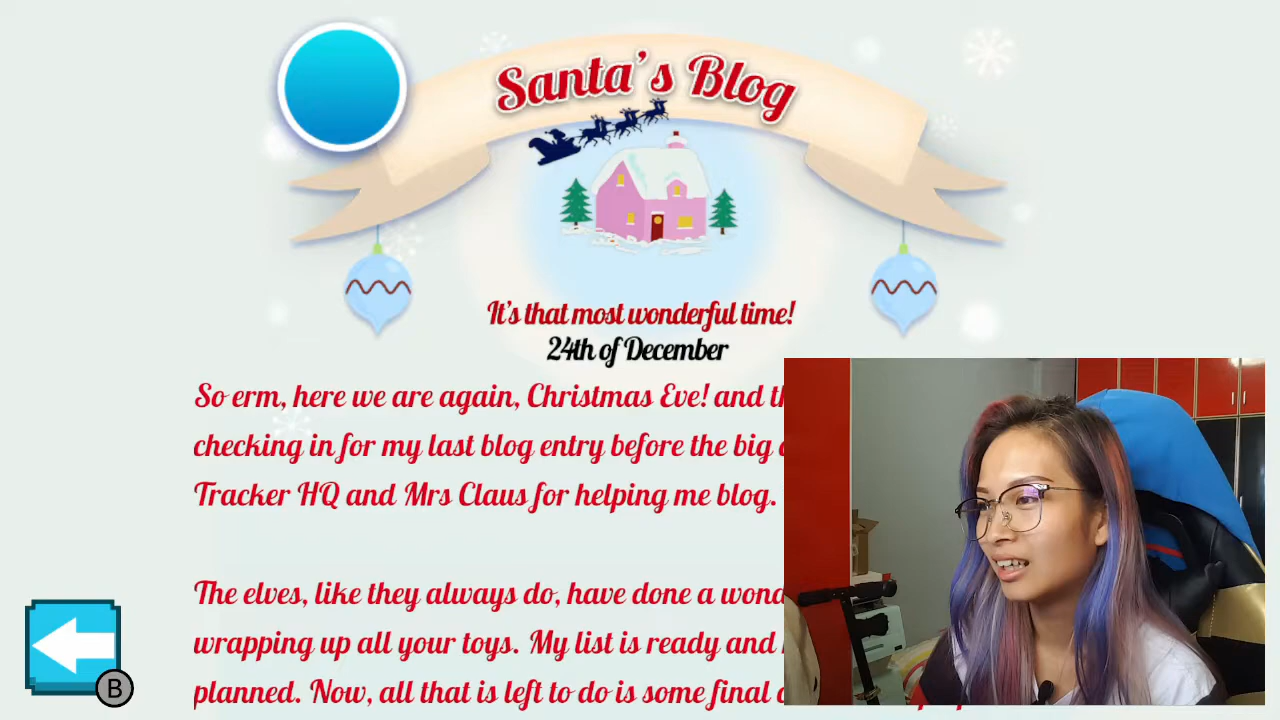 Santa's Blog
It's that most wonderful time!
24th of December
So erm, here we are again, Christmas Eve! and
checking in for my last blog entry before the big
Tracker HQ and Mrs Claus for helping me blog.
The elves, like they always do, have done a
wrapping up all your toys. My list is ready and
planned. Now, all that is left to do is some final
B